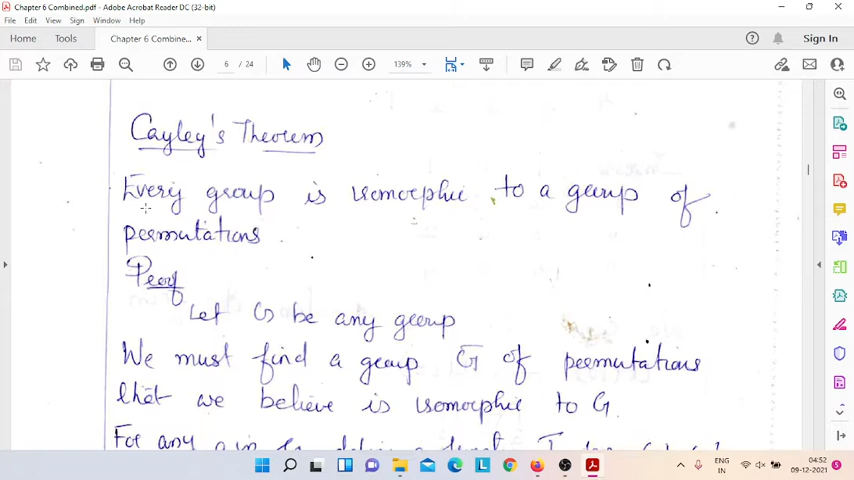 Chapter 6 Combined.pdf - Adobe Acrobat Reader DC (32-bit)
File Edit View Sign Window Help
Home Tools Chapter 6 Combine... × Sign In
6 / 24 139%
Cayley's Theorem
Every group is isomorphic to a group of
permutations
Proof
Let G be any group
We must find a group G̅ of permutations
that we believe is isomorphic to G.
For any
ENG
IN
04:52
09-12-2021